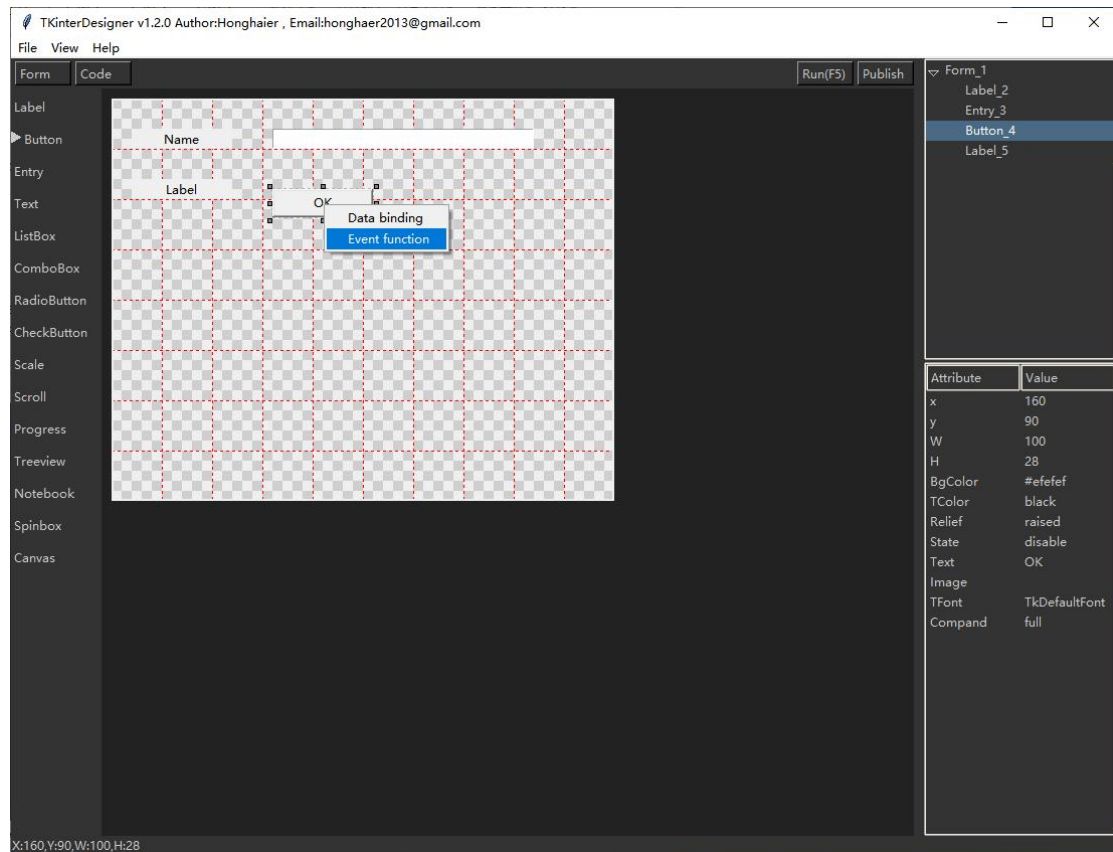 TKinterDesigner v1.2.0 Author:Honghaier , Email:honghaer2013@gmail.com
File View Help
Form Code Run(F5) Publish
Label
Button
Entry
Text
ListBox
ComboBox
RadioButton
CheckButton
Scale
Scroll
Progress
Treeview
Notebook
Spinbox
Canvas
Name
Label
OK
Data binding
Event function
Form_1
Label_2
Entry_3
Button_4
Label_5
Attribute Value
x 160
y 90
W 100
H 28
BgColor #efefef
TColor black
Relief raised
State disable
Text OK
Image
TFont TkDefaultFont
Compand full
X:160,Y:90,W:100,H:28